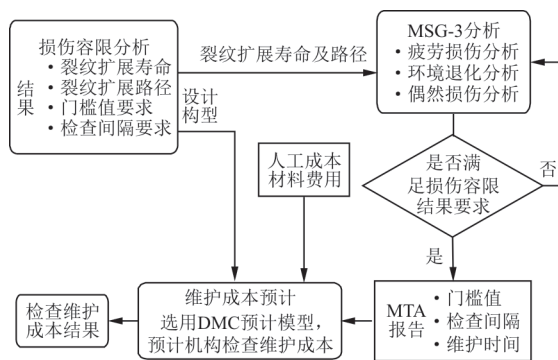 损伤容限分析
结果
• 裂纹扩展寿命
• 裂纹扩展路径
• 门槛值要求
• 检查间隔要求
裂纹扩展寿命及路径
设计
构型
MSG-3分析
• 疲劳损伤分析
• 环境退化分析
• 偶然损伤分析
人工成本
材料费用
是否满
足损伤容限
结果要求
否
是
检查维护
成本结果
维护成本预计
选用DMC预计模型，
预计机构检查维护成本
MTA
报告
• 门槛值
• 检查间隔
• 维护时间